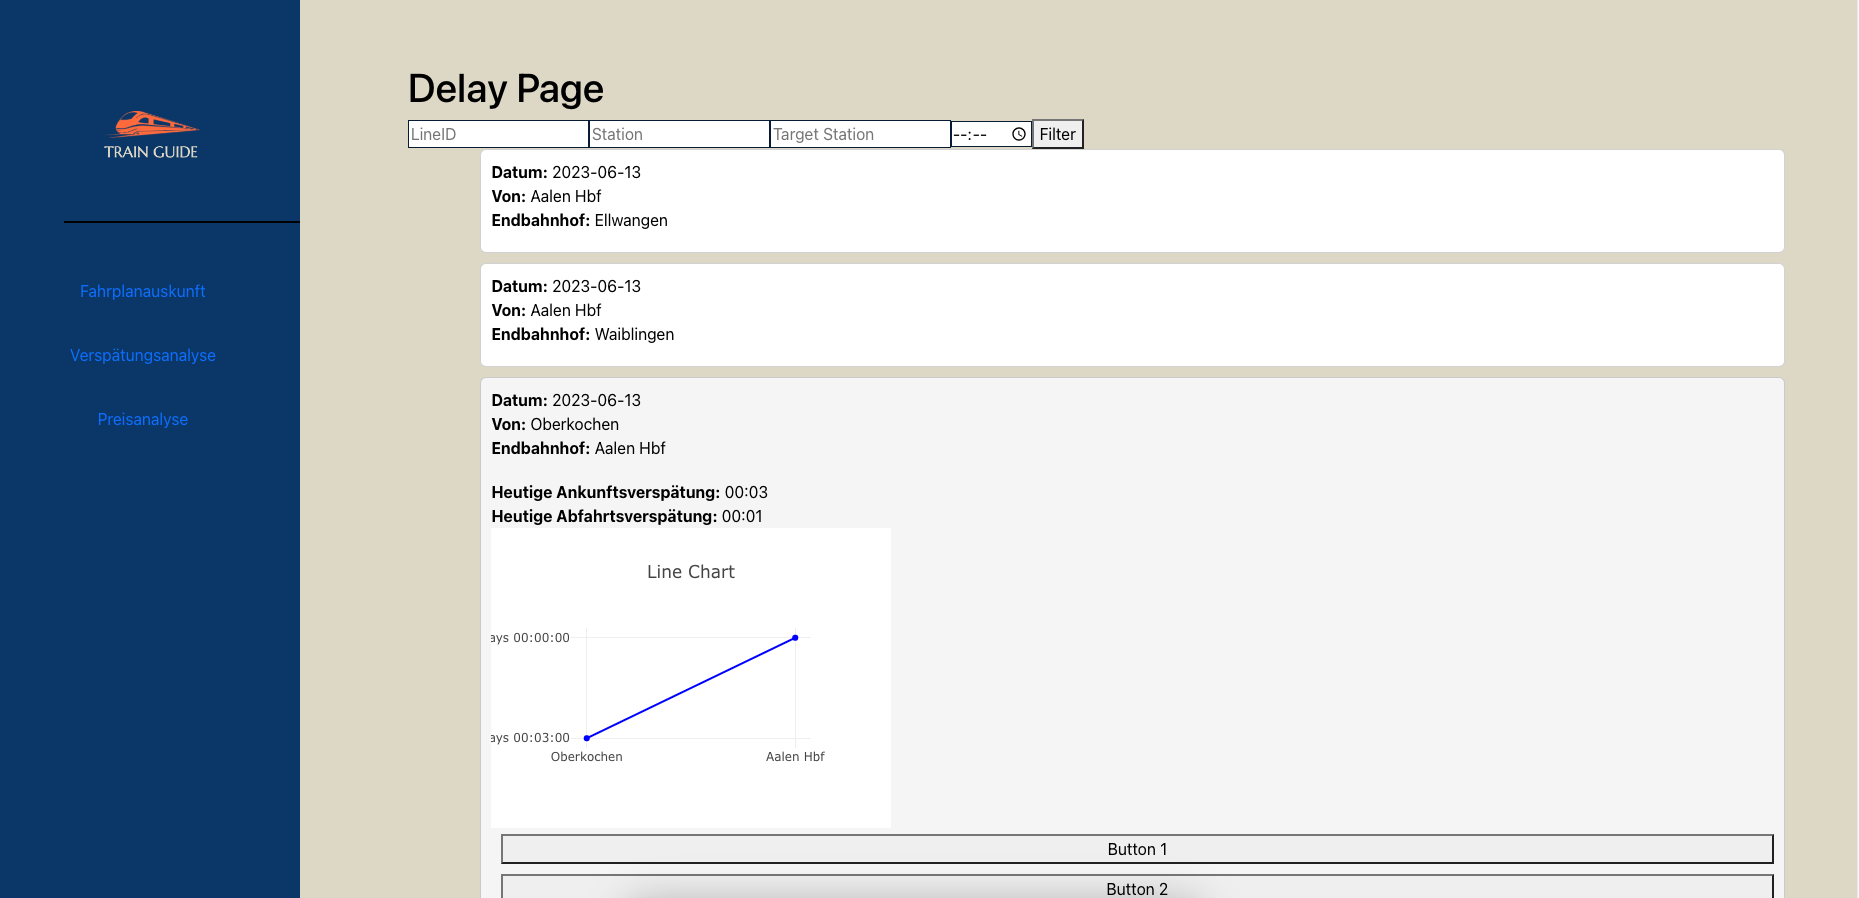 TRAIN GUIDE
Fahrplanauskunft
Verspätungsanalyse
Preisanalyse
Delay Page
LineID Station Target Station --:-- Filter
Datum: 2023-06-13
Von: Aalen Hbf
Endbahnhof: Ellwangen
Datum: 2023-06-13
Von: Aalen Hbf
Endbahnhof: Waiblingen
Datum: 2023-06-13
Von: Oberkochen
Endbahnhof: Aalen Hbf
Heutige Ankunftsverspätung: 00:03
Heutige Abfahrtsverspätung: 00:01
Line Chart
ays 00:00:00
ays 00:03:00
Oberkochen Aalen Hbf
Button 1
Button 2